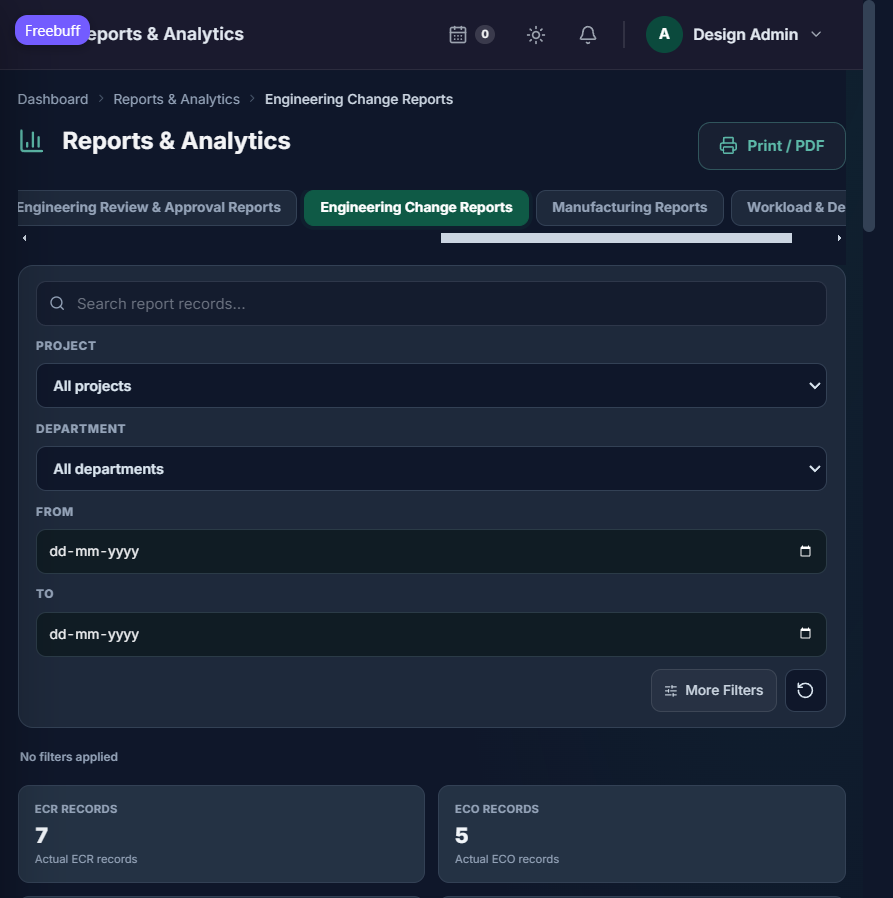 Freebuff
eports & Analytics
0
A
Design Admin
Dashboard
Reports & Analytics
Engineering Change Reports
Reports & Analytics
Print / PDF
Engineering Review & Approval Reports
Engineering Change Reports
Manufacturing Reports
Workload & De
Search report records...
PROJECT
All projects
DEPARTMENT
All departments
FROM
dd-mm-yyyy
TO
dd-mm-yyyy
More Filters
No filters applied
ECR RECORDS
7
Actual ECR records
ECO RECORDS
5
Actual ECO records